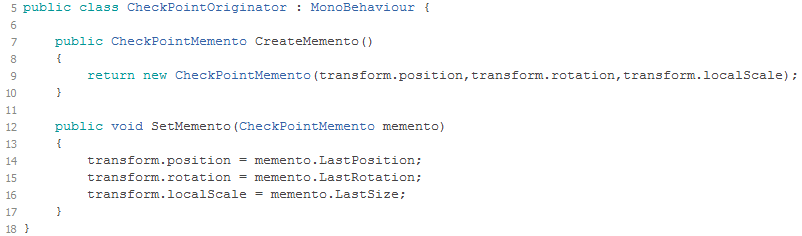 5 public class CheckPointOriginator : MonoBehaviour {
6
7     public CheckPointMemento CreateMemento()
8     {
9         return new CheckPointMemento(transform.position,transform.rotation,transform.localScale);
10     }
11
12     public void SetMemento(CheckPointMemento memento)
13     {
14         transform.position = memento.LastPosition;
15         transform.rotation = memento.LastRotation;
16         transform.localScale = memento.LastSize;
17     }
18 }